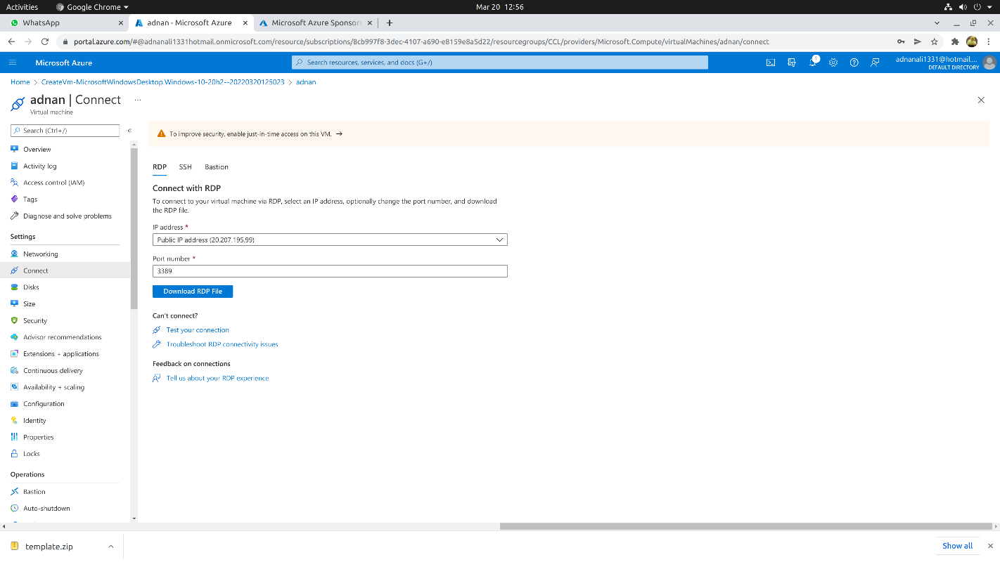 Activities
Google Chrome
Mar 20 12:56
WhatsApp
adnan - Microsoft Azure
Microsoft Azure Sponsors
portal.azure.com/#@adnanali1331hotmail.onmicrosoft.com/resource/subscriptions/8cb997f8-3dec-4107-a690-e8159e8a5d22/resourcegroups/CCL/providers/Microsoft.Compute/virtualMachines/adnan/connect
Microsoft Azure
Search resources, services, and docs (G+/)
1
adnanali1331@hotmail....
DEFAULT DIRECTORY
Home > CreateVm-MicrosoftWindowsDesktop.Windows-10-20h2--20220320125023 > adnan
adnan | Connect ...
Virtual machine
Search (Ctrl+/)
«
To improve security, enable just-in-time access on this VM. →
Overview
Activity log
Access control (IAM)
Tags
Diagnose and solve problems
Settings
Networking
Connect
Disks
Size
Security
Advisor recommendations
Extensions + applications
Continuous delivery
Availability + scaling
Configuration
Identity
Properties
Locks
Operations
Bastion
Auto-shutdown
RDP SSH Bastion
Connect with RDP
To connect to your virtual machine via RDP, select an IP address, optionally change the port number, and download
the RDP file.
IP address *
Public IP address (20.207.195.99)
Port number *
3389
Download RDP File
Can't connect?
Test your connection
Troubleshoot RDP connectivity issues
Feedback on connections
Tell us about your RDP experience
template.zip
Show all